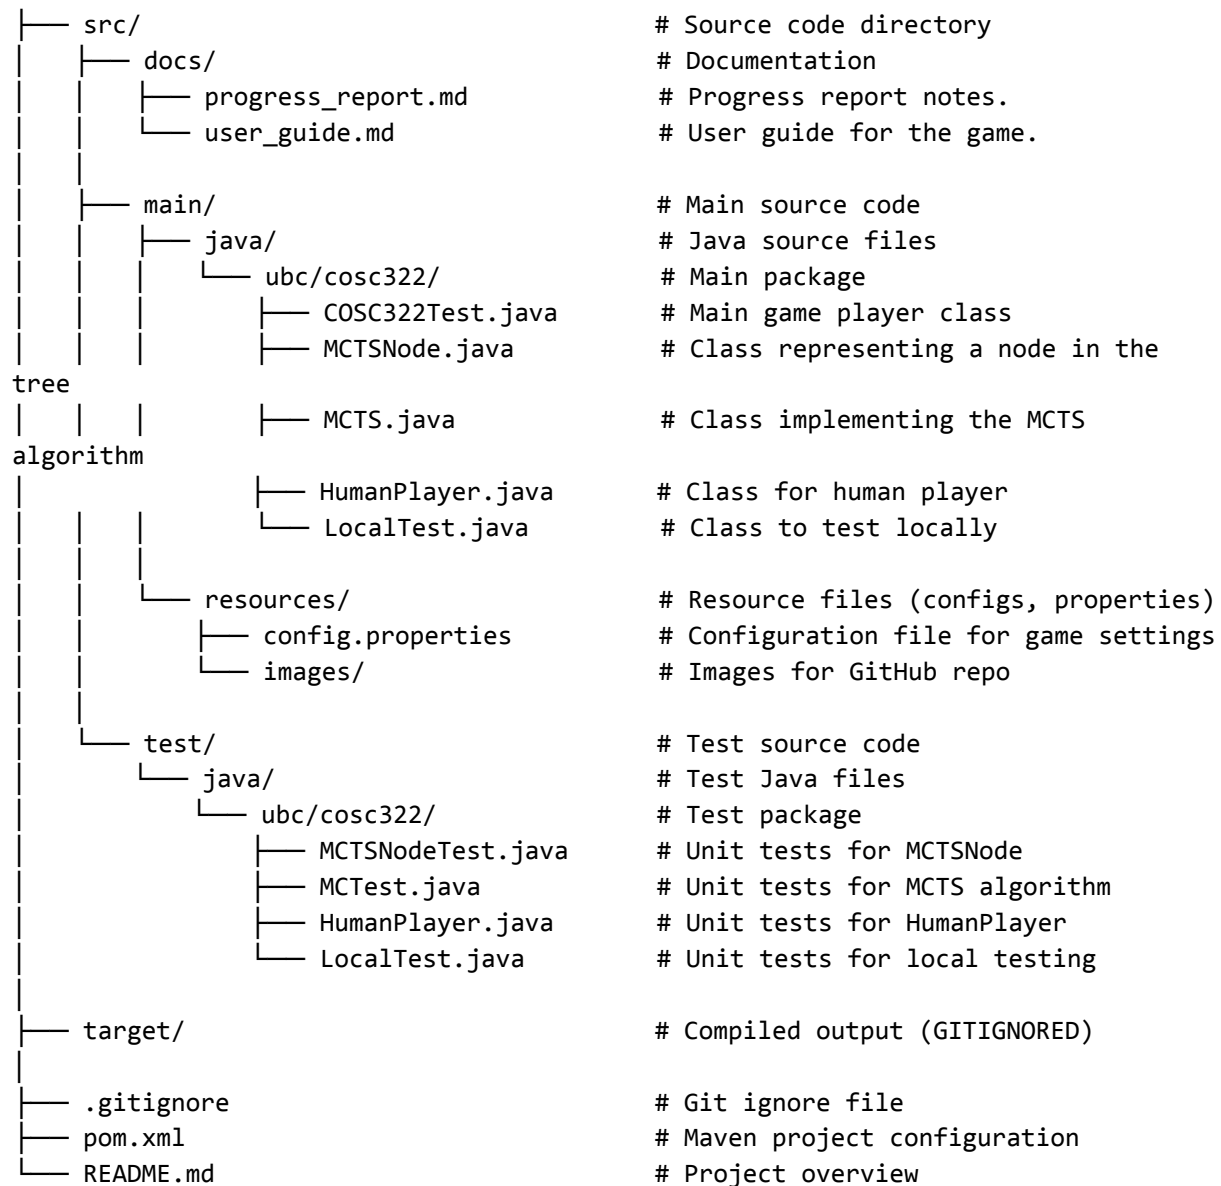 ├── src/ # Source code directory
│ ├── docs/ # Documentation
│ │ ├── progress_report.md # Progress report notes.
│ │ └── user_guide.md # User guide for the game.
│ │
│ ├── main/ # Main source code
│ │ ├── java/ # Java source files
│ │ │ └── ubc/cosc322/ # Main package
│ │ │ ├── COSC322Test.java # Main game player class
│ │ │ ├── MCTSNode.java # Class representing a node in the
tree
│ │ │ ├── MCTS.java # Class implementing the MCTS
algorithm
│ ├── HumanPlayer.java # Class for human player
│ │ │ └── LocalTest.java # Class to test locally
│ │ │
│ │ └── resources/ # Resource files (configs, properties)
│ │ ├── config.properties # Configuration file for game settings
│ │ └── images/ # Images for GitHub repo
│ │
│ └── test/ # Test source code
│ └── java/ # Test Java files
│ └── ubc/cosc322/ # Test package
│ ├── MCTSNodeTest.java # Unit tests for MCTSNode
│ ├── MCTest.java # Unit tests for MCTS algorithm
│ ├── HumanPlayer.java # Unit tests for HumanPlayer
│ └── LocalTest.java # Unit tests for local testing
│
├── target/ # Compiled output (GITIGNORED)
│
├── .gitignore # Git ignore file
├── pom.xml # Maven project configuration
└── README.md # Project overview